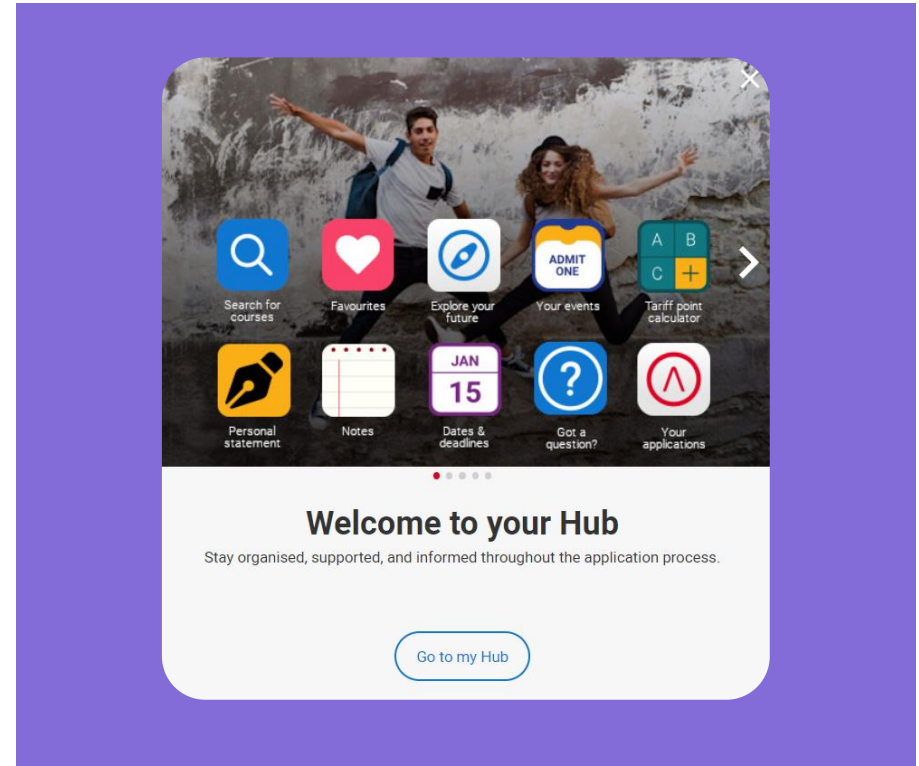 ADMIT
ONE
A B
C +
Search for
courses
Favourites
Explore your
future
Your events
Tariff point
calculator
JAN
15
?
Personal
statement
Notes
Dates &
deadlines
Got a
question?
Your
applications
Welcome to your Hub
Stay organised, supported, and informed throughout the application process.
Go to my Hub